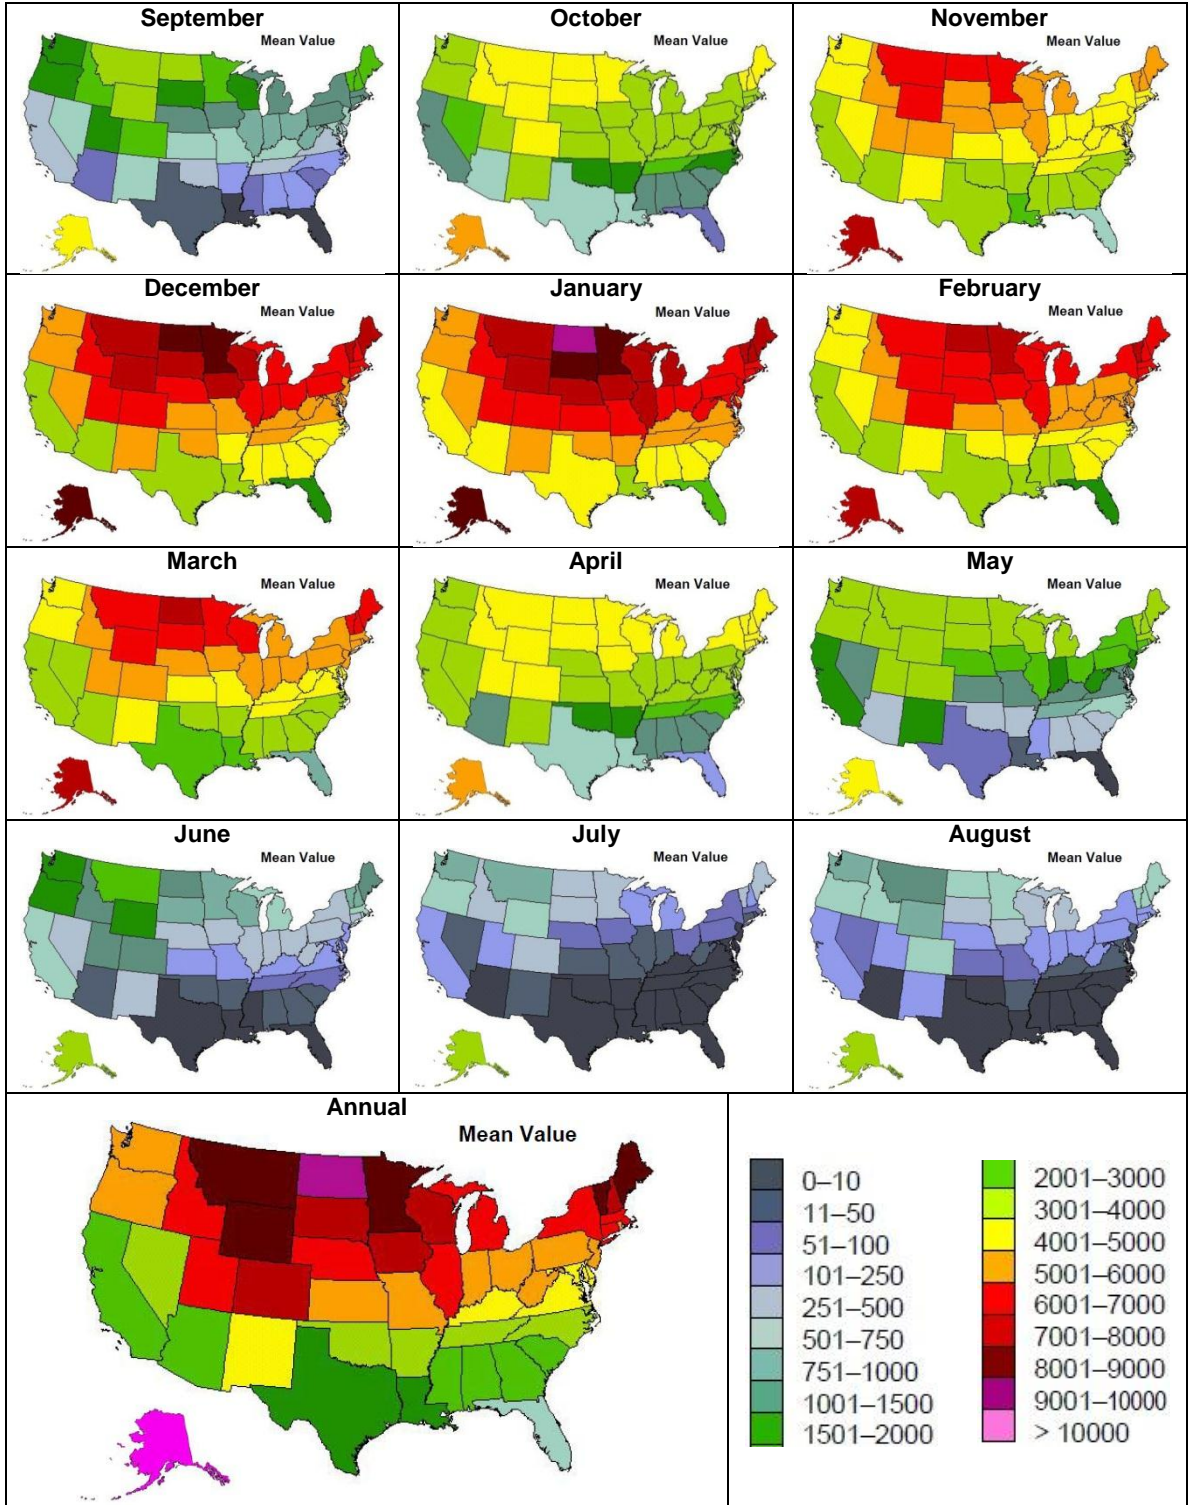 September
Mean Value
October
Mean Value
November
Mean Value
December
Mean Value
January
Mean Value
February
Mean Value
March
Mean Value
April
Mean Value
May
Mean Value
June
Mean Value
July
Mean Value
August
Mean Value
Annual
Mean Value
0–10
11–50
51–100
101–250
251–500
501–750
751–1000
1001–1500
1501–2000
2001–3000
3001–4000
4001–5000
5001–6000
6001–7000
7001–8000
8001–9000
9001–10000
> 10000